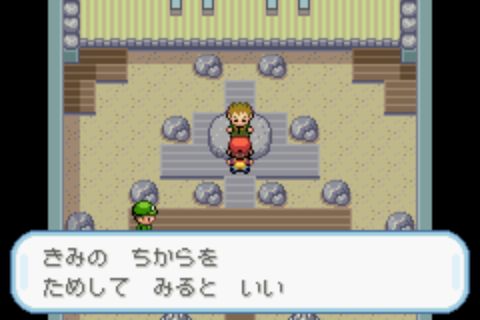 きみの　ちからを
ためして　みると　いい